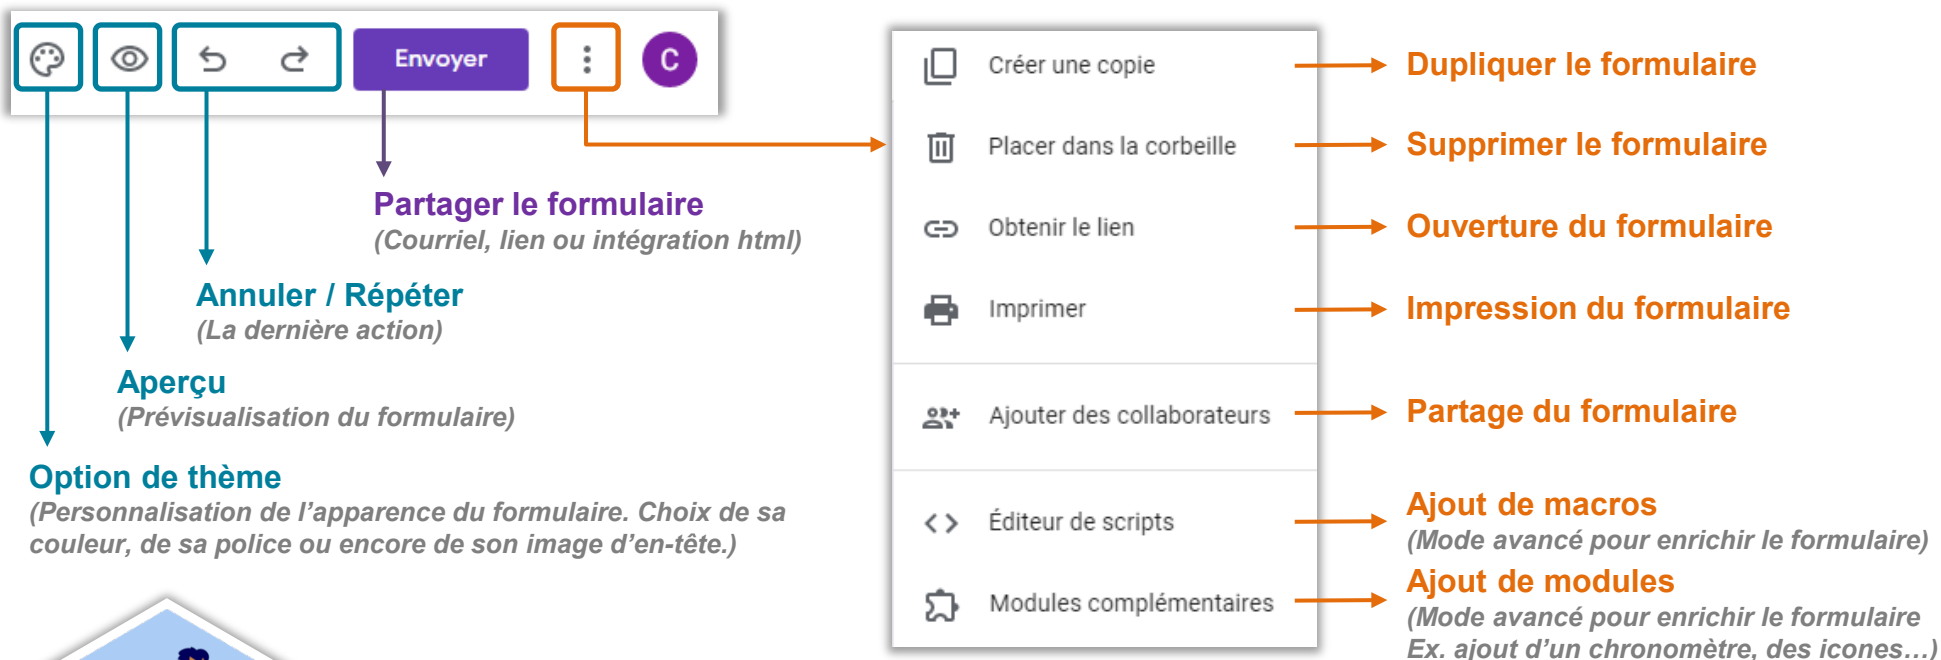 Envoyer
C
Partager le formulaire
(Courriel, lien ou intégration html)
Annuler / Répéter
(La dernière action)
Aperçu
(Prévisualisation du formulaire)
Option de thème
(Personnalisation de l’apparence du formulaire. Choix de sa
couleur, de sa police ou encore de son image d’en-tête.)
Créer une copie
Dupliquer le formulaire
Placer dans la corbeille
Supprimer le formulaire
Obtenir le lien
Ouverture du formulaire
Imprimer
Impression du formulaire
Ajouter des collaborateurs
Partage du formulaire
Éditeur de scripts
Ajout de macros
(Mode avancé pour enrichir le formulaire)
Modules complémentaires
Ajout de modules
(Mode avancé pour enrichir le formulaire
Ex. ajout d’un chronomètre, des icones…)